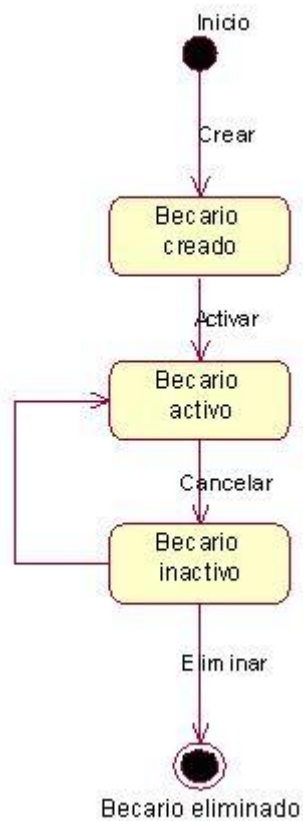 Inicio
Crear
Becario
creado
Activar
Becario
activo
Cancelar
Becario
inactivo
Eliminar
Becario eliminado